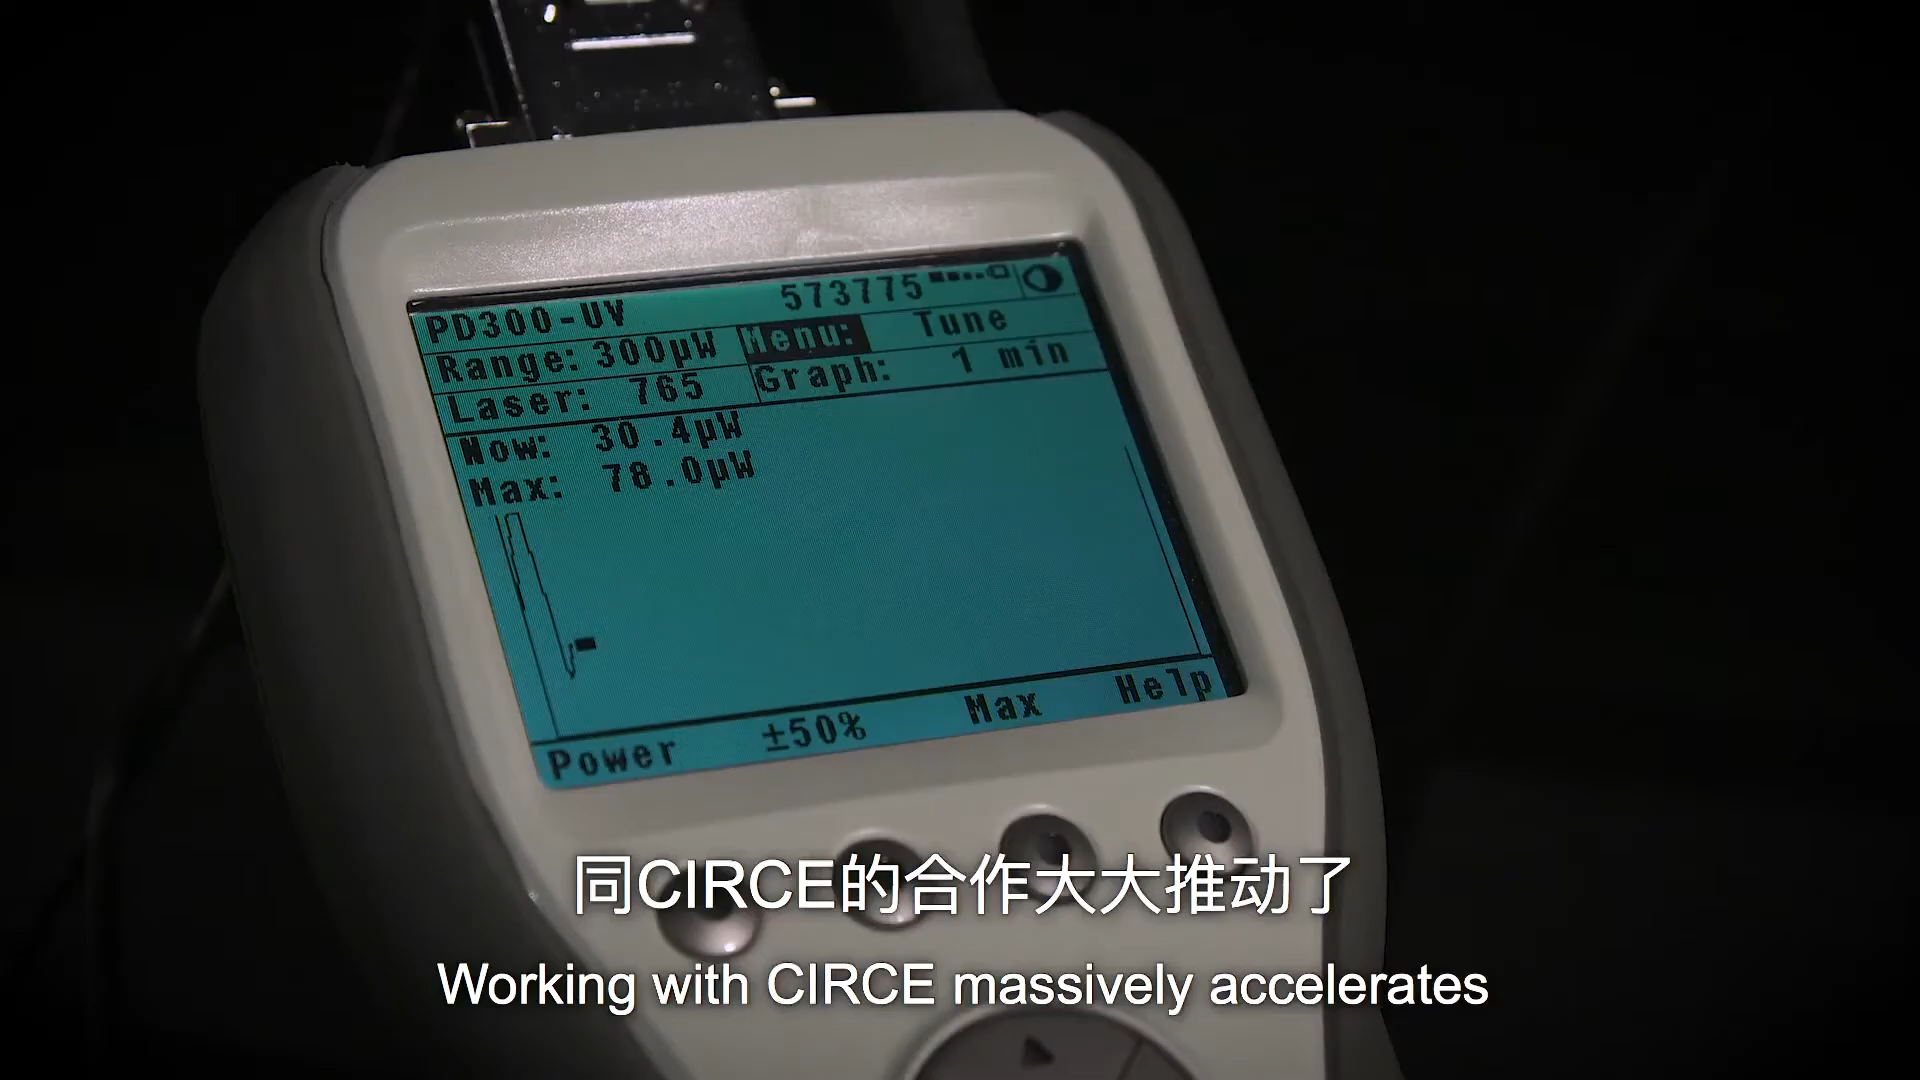 PD300-UV 573775
Range: 300µW Menu: Tune
Laser: 765 Graph: 1 min
Now: 30.4µW
Max: 78.0µW
Power ±50% Max Help
同CIRCE的合作大大推动了
Working with CIRCE massively accelerates